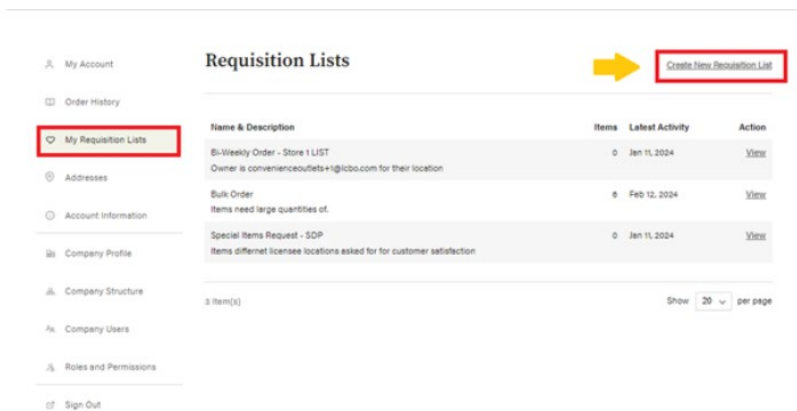 My Account
Order History
My Requisition Lists
Addresses
Account Information
Company Profile
Company Structure
Company Users
Roles and Permissions
Sign Out
Requisition Lists
Create New Requisition List
Name & Description Items Latest Activity Action
Bi-Weekly Order - Store 1 LIST 0 Jan 11, 2024 View
Owner is convenienceoutlets+1@lcbo.com for their location
Bulk Order 6 Feb 12, 2024 View
Items need large quantities of.
Special Items Request - SOP 0 Jan 11, 2024 View
Items differnet licensee locations asked for for customer satisfaction
3 item(s) Show 20 per page